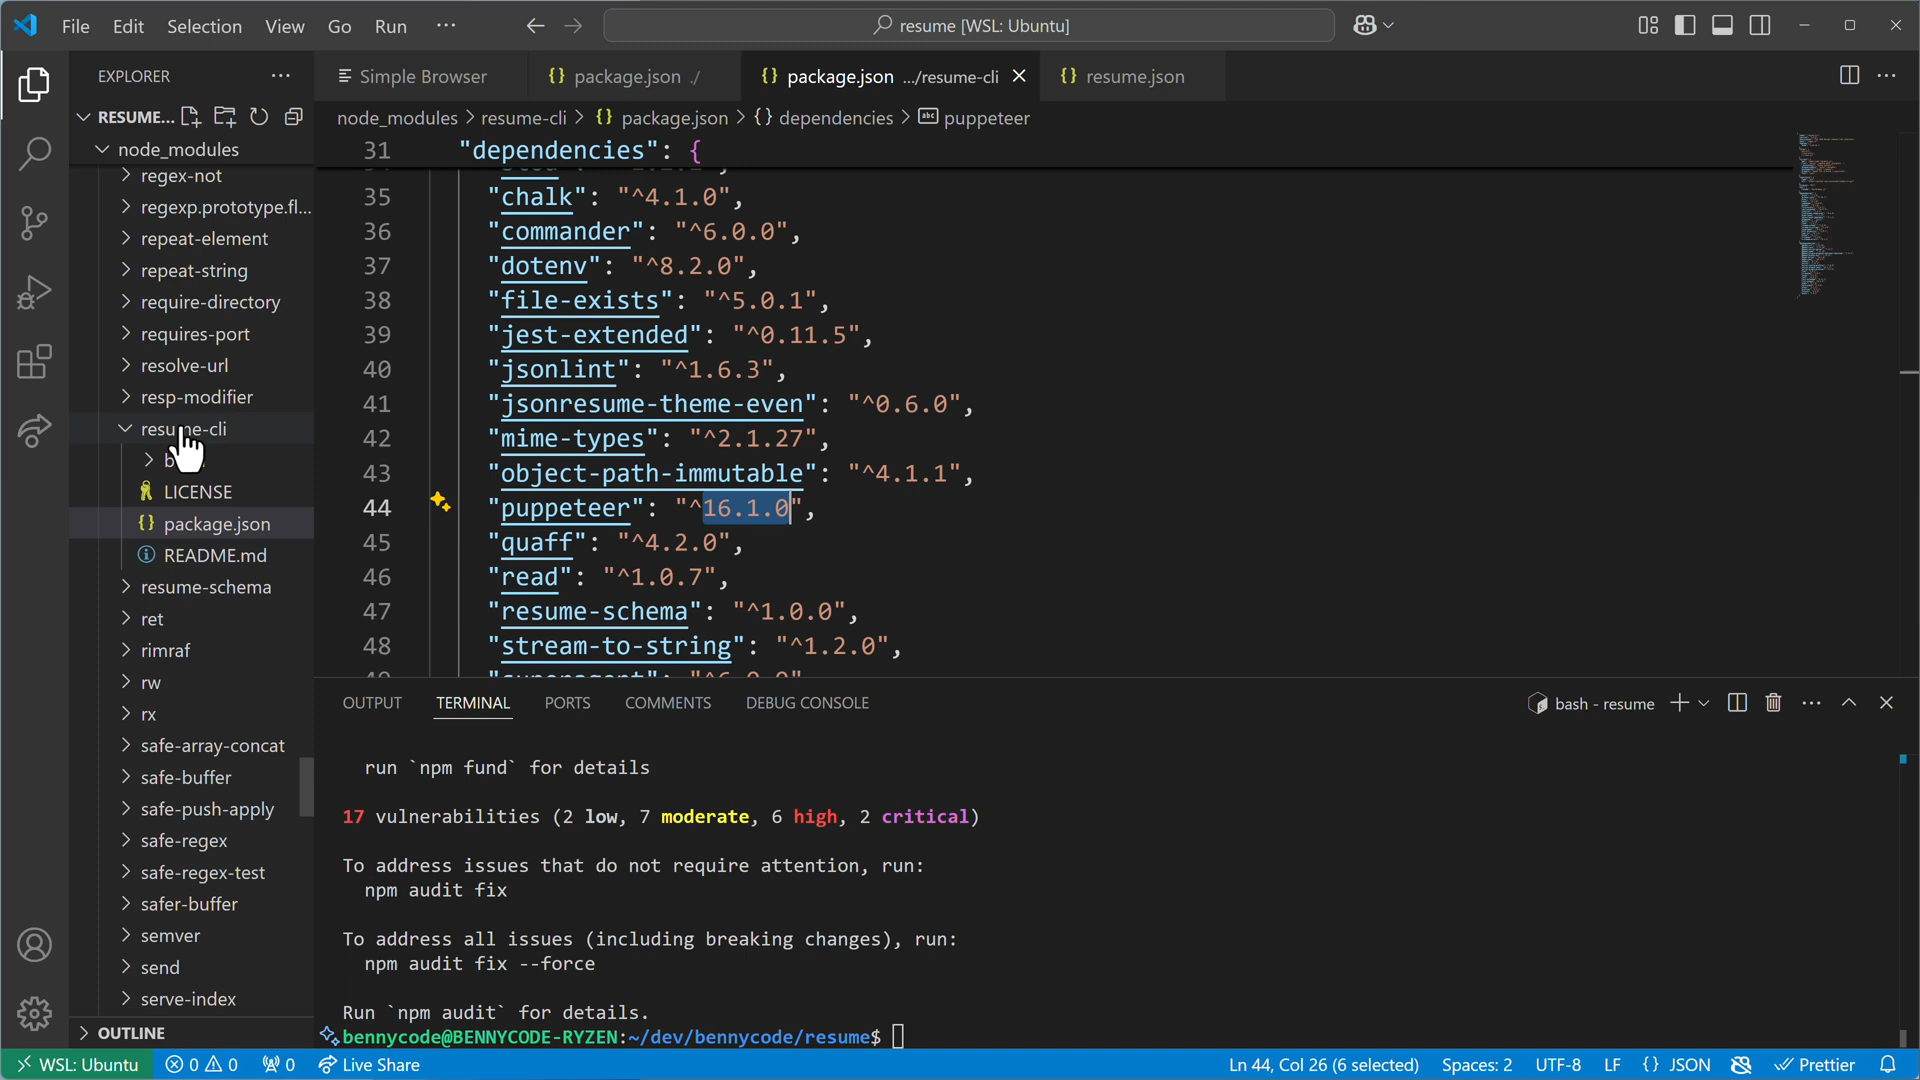 File Edit Selection View Go Run ···
resume [WSL: Ubuntu]
EXPLORER ···
Simple Browser
package.json ./
package.json .../resume-cli
resume.json
RESUME...
node_modules > resume-cli > {} package.json > {} dependencies > puppeteer
node_modules
regex-not
regexp.prototype.fl...
repeat-element
repeat-string
require-directory
requires-port
resolve-url
resp-modifier
resume-cli
LICENSE
package.json
README.md
resume-schema
ret
rimraf
rw
rx
safe-array-concat
safe-buffer
safe-push-apply
safe-regex
safe-regex-test
safer-buffer
semver
send
serve-index
OUTLINE
31 "dependencies": {
35 "chalk": "^4.1.0",
36 "commander": "^6.0.0",
37 "dotenv": "^8.2.0",
38 "file-exists": "^5.0.1",
39 "jest-extended": "^0.11.5",
40 "jsonlint": "^1.6.3",
41 "jsonresume-theme-even": "^0.6.0",
42 "mime-types": "^2.1.27",
43 "object-path-immutable": "^4.1.1",
44 "puppeteer": "^16.1.0",
45 "quaff": "^4.2.0",
46 "read": "^1.0.7",
47 "resume-schema": "^1.0.0",
48 "stream-to-string": "^1.2.0",
OUTPUT TERMINAL PORTS COMMENTS DEBUG CONSOLE
bash - resume
run `npm fund` for details
17 vulnerabilities (2 low, 7 moderate, 6 high, 2 critical)
To address issues that do not require attention, run:
npm audit fix
To address all issues (including breaking changes), run:
npm audit fix --force
Run `npm audit` for details.
bennycode@BENNYCODE-RYZEN:~/dev/bennycode/resume$
WSL: Ubuntu 0 0 0 Live Share
Ln 44, Col 26 (6 selected) Spaces: 2 UTF-8 LF {} JSON Prettier